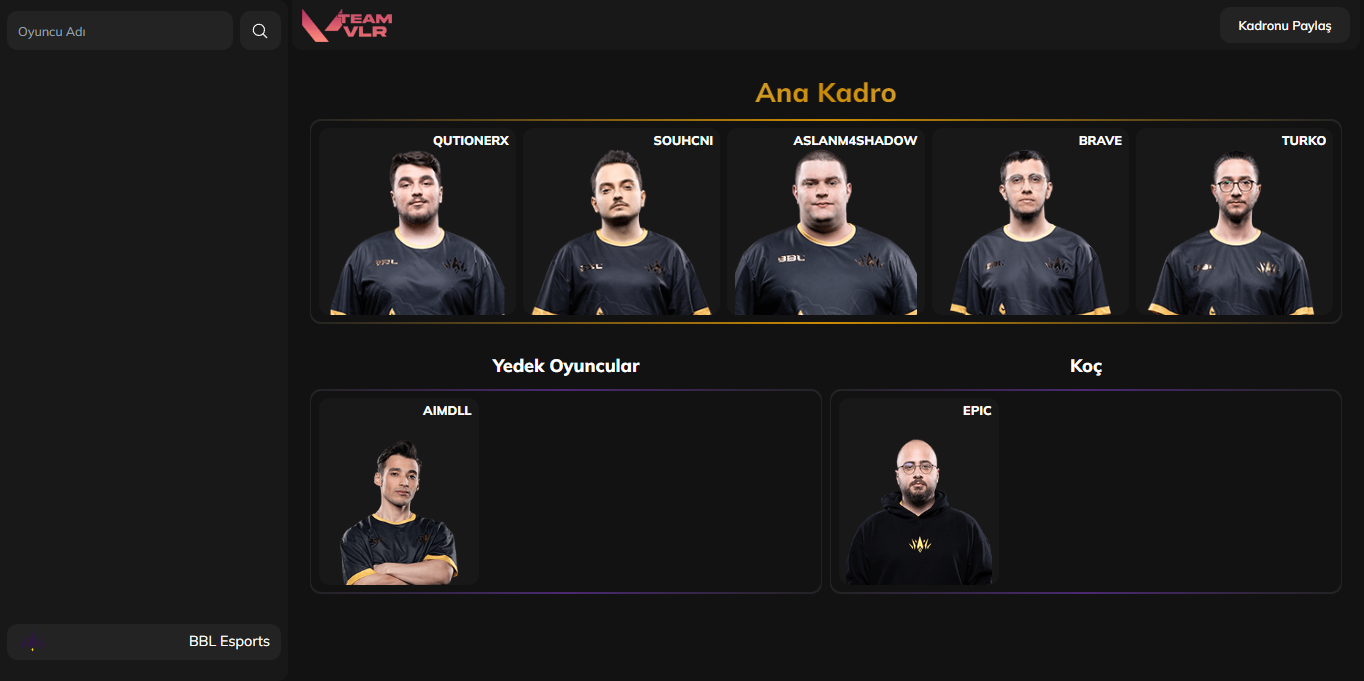 Oyuncu Adı
TEAM
VLR
Kadronu Paylaş
Ana Kadro
QUTIONERX
SOUHCNI
ASLANM4SHADOW
BRAVE
TURKO
BBL
Yedek Oyuncular
Koç
AIMDLL
EPIC
BBL Esports